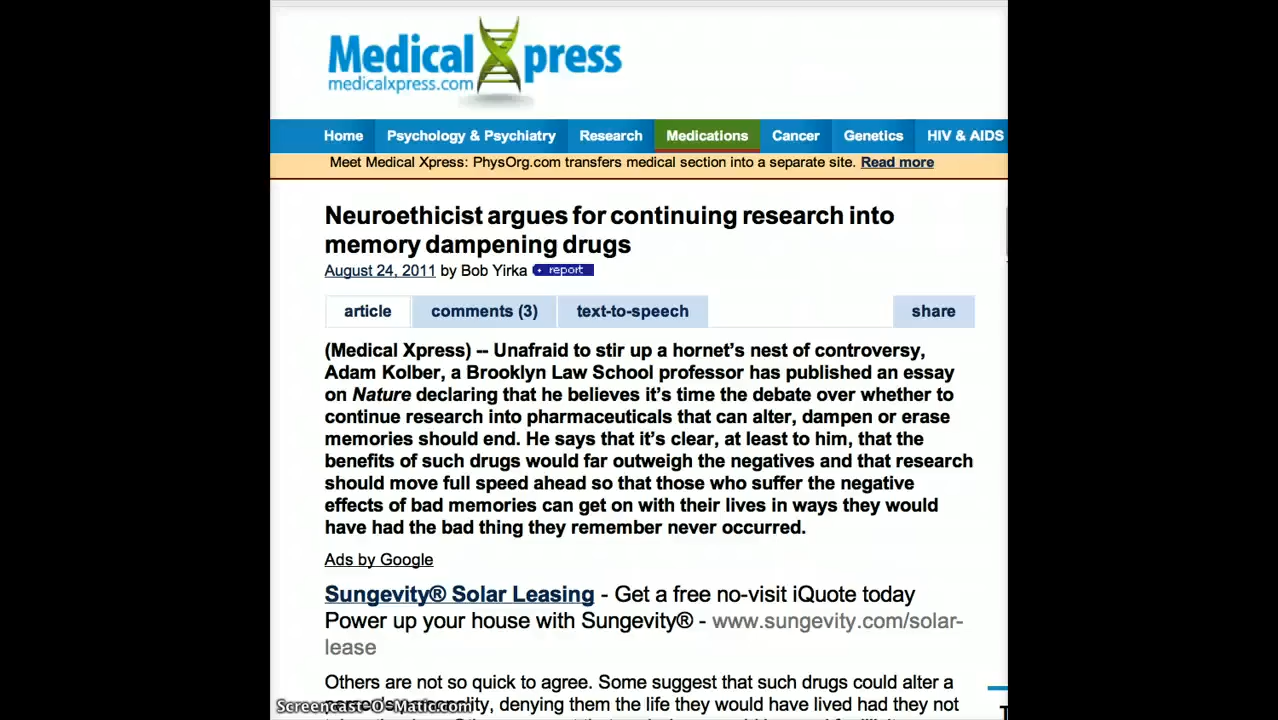 Medical Xpress
medicalxpress.com
Home Psychology & Psychiatry Research Medications Cancer Genetics HIV & AIDS
Meet Medical Xpress: PhysOrg.com transfers medical section into a separate site. Read more
Neuroethicist argues for continuing research into
memory dampening drugs
August 24, 2011 by Bob Yirka report
article comments (3) text-to-speech share
(Medical Xpress) -- Unafraid to stir up a hornet’s nest of controversy,
Adam Kolber, a Brooklyn Law School professor has published an essay
on Nature declaring that he believes it’s time the debate over whether to
continue research into pharmaceuticals that can alter, dampen or erase
memories should end. He says that it’s clear, at least to him, that the
benefits of such drugs would far outweigh the negatives and that research
should move full speed ahead so that those who suffer the negative
effects of bad memories can get on with their lives in ways they would
have had the bad thing they remember never occurred.
Ads by Google
Sungevity® Solar Leasing - Get a free no-visit iQuote today
Power up your house with Sungevity® - www.sungevity.com/solar-
lease
Others are not so quick to agree. Some suggest that such drugs could alter a
denying them the life they would have lived had they not
Screencast-O-Matic.com